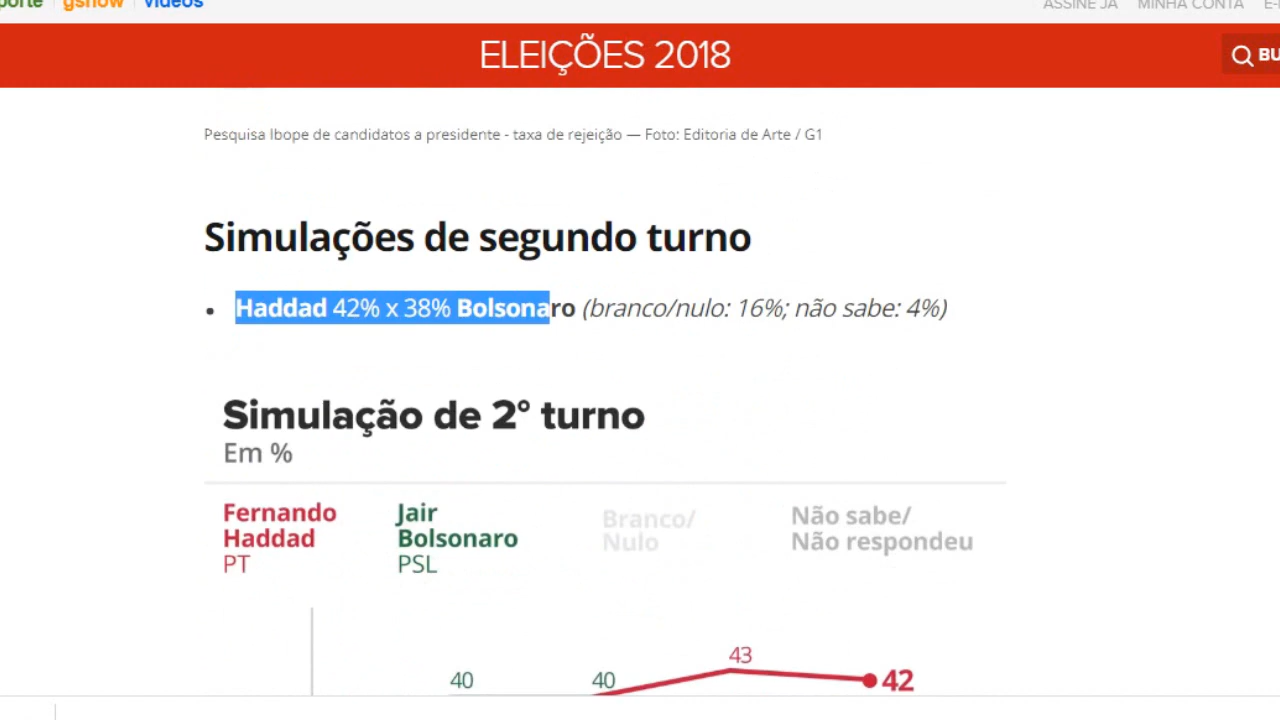 gshow vídeos
ASSINE JÁ MINHA CONTA
ELEIÇÕES 2018
Pesquisa Ibope de candidatos a presidente - taxa de rejeição — Foto: Editoria de Arte / G1
Simulações de segundo turno
• Haddad 42% x 38% Bolsonaro (branco/nulo: 16%; não sabe: 4%)
Simulação de 2° turno
Em %
Fernando Haddad PT
Jair Bolsonaro PSL
Branco/ Nulo
Não sabe/ Não respondeu
43
40 40 42